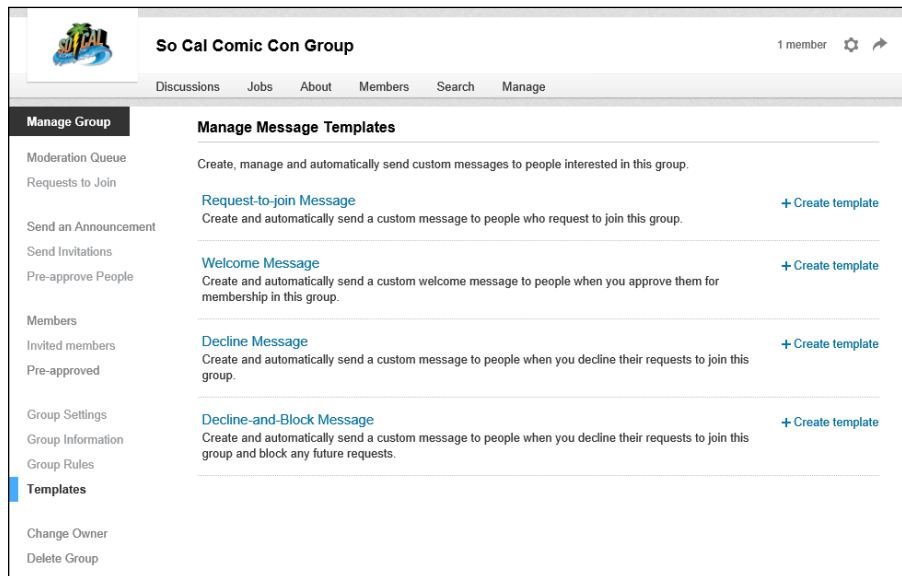 SO CAL
So Cal Comic Con Group
1 member
Discussions Jobs About Members Search Manage
Manage Group
Moderation Queue
Requests to Join
Send an Announcement
Send Invitations
Pre-approve People
Members
Invited members
Pre-approved
Group Settings
Group Information
Group Rules
Templates
Change Owner
Delete Group
Manage Message Templates
Create, manage and automatically send custom messages to people interested in this group.
Request-to-join Message
+ Create template
Create and automatically send a custom message to people who request to join this group.
Welcome Message
+ Create template
Create and automatically send a custom welcome message to people when you approve them for
membership in this group.
Decline Message
+ Create template
Create and automatically send a custom message to people when you decline their requests to join this
group.
Decline-and-Block Message
+ Create template
Create and automatically send a custom message to people when you decline their requests to join this
group and block any future requests.